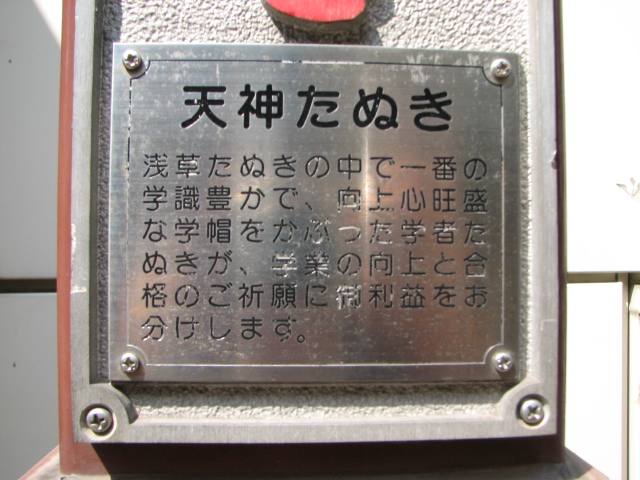 天神たぬき
浅草たぬきの中で一番の
学識豊かで、向上心旺盛
な学帽をかぶった学者た
ぬきが、学業の向上と合
格のご祈願に御利益をお
分けします。